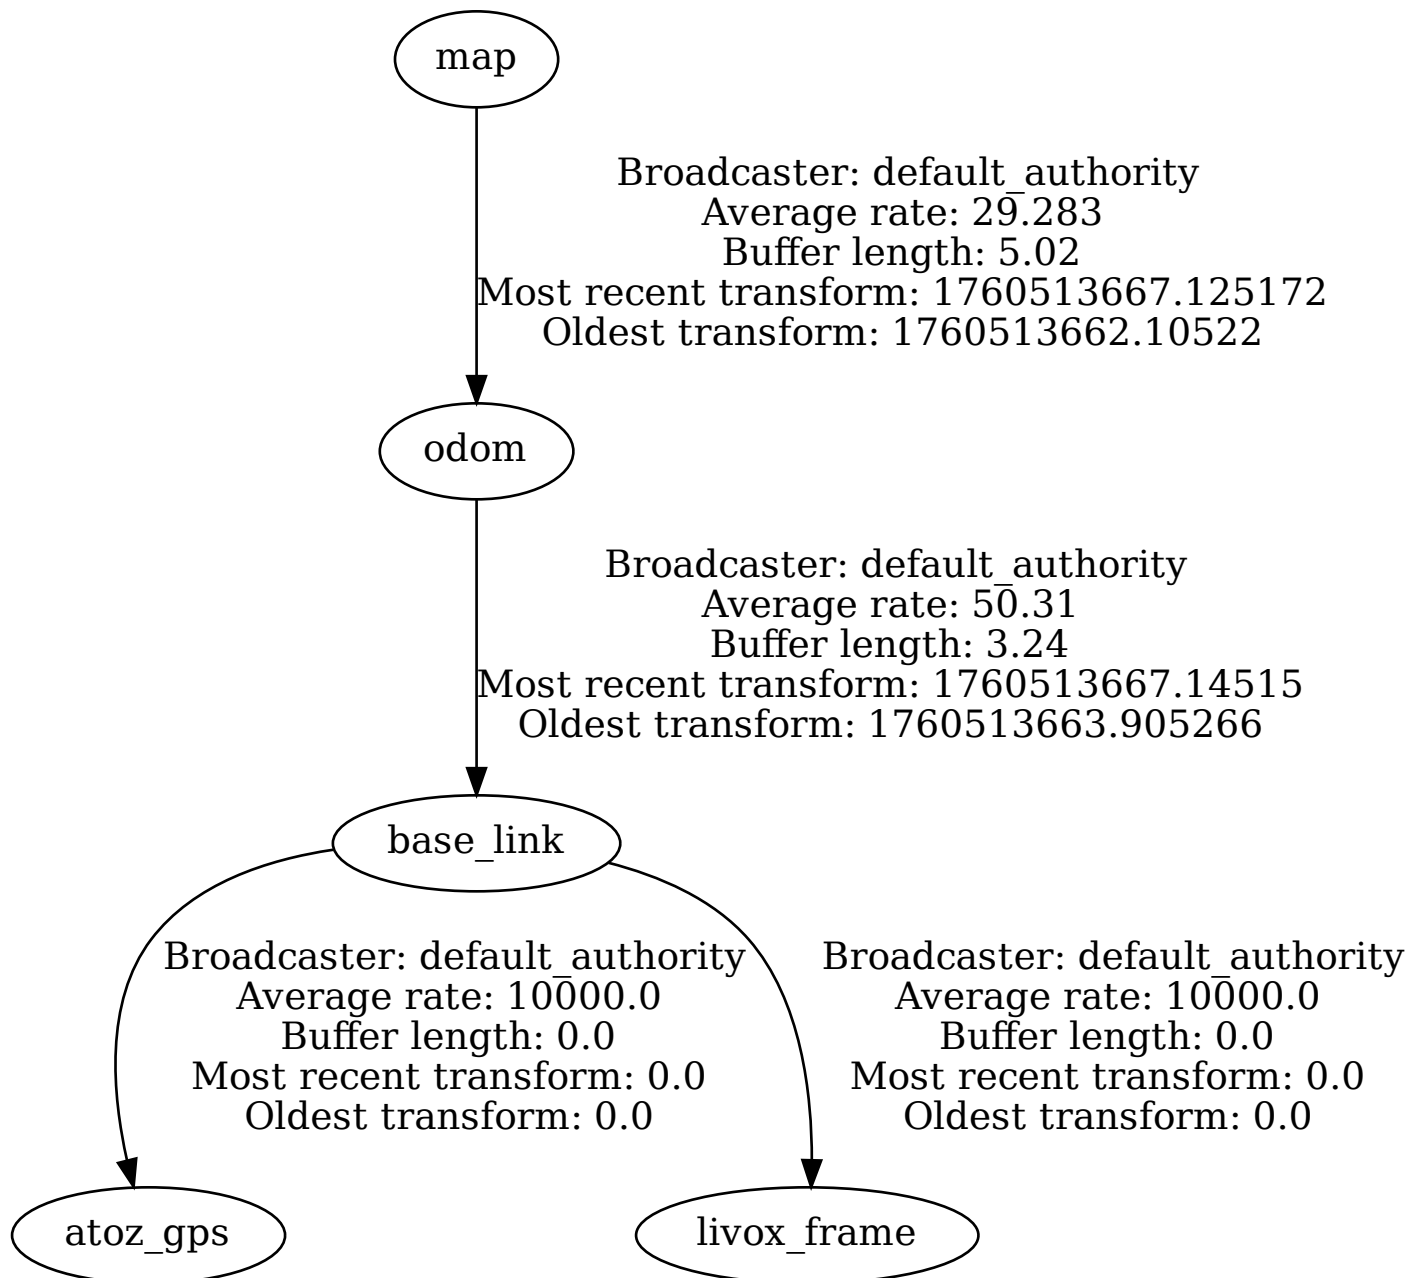 map
Broadcaster: default_authority
Average rate: 29.283
Buffer length: 5.02
Most recent transform: 1760513667.125172
Oldest transform: 1760513662.10522
odom
Broadcaster: default_authority
Average rate: 50.31
Buffer length: 3.24
Most recent transform: 1760513667.14515
Oldest transform: 1760513663.905266
base_link
Broadcaster: default_authority
Average rate: 10000.0
Buffer length: 0.0
Most recent transform: 0.0
Oldest transform: 0.0
Broadcaster: default_authority
Average rate: 10000.0
Buffer length: 0.0
Most recent transform: 0.0
Oldest transform: 0.0
atoz_gps
livox_frame